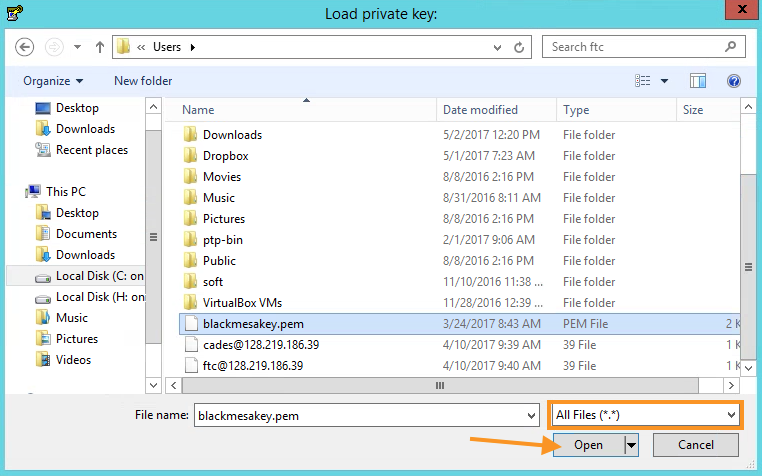 Load private key:
x
« Users
Search ftc
Organize New folder
?
Name Date modified Type Size
Desktop
Downloads
Recent places
This PC
Desktop
Documents
Downloads
Local Disk (C: on
Local Disk (H: on
Music
Pictures
Videos
Downloads 5/2/2017 12:20 PM File folder
Dropbox 5/1/2017 7:23 AM File folder
Movies 8/8/2016 2:16 PM File folder
Music 8/31/2016 8:11 AM File folder
Pictures 8/8/2016 2:16 PM File folder
ptp-bin 2/1/2017 9:06 AM File folder
Public 8/8/2016 2:16 PM File folder
soft 11/10/2016 11:38 ... File folder
VirtualBox VMs 11/28/2016 12:39 ... File folder
blackmesakey.pem 3/24/2017 8:43 AM PEM File 2 K
cades@128.219.186.39 4/10/2017 9:39 AM 39 File 1 K
ftc@128.219.186.39 4/10/2017 9:40 AM 39 File 1 K
File name: blackmesakey.pem All Files (*.*)
Open Cancel